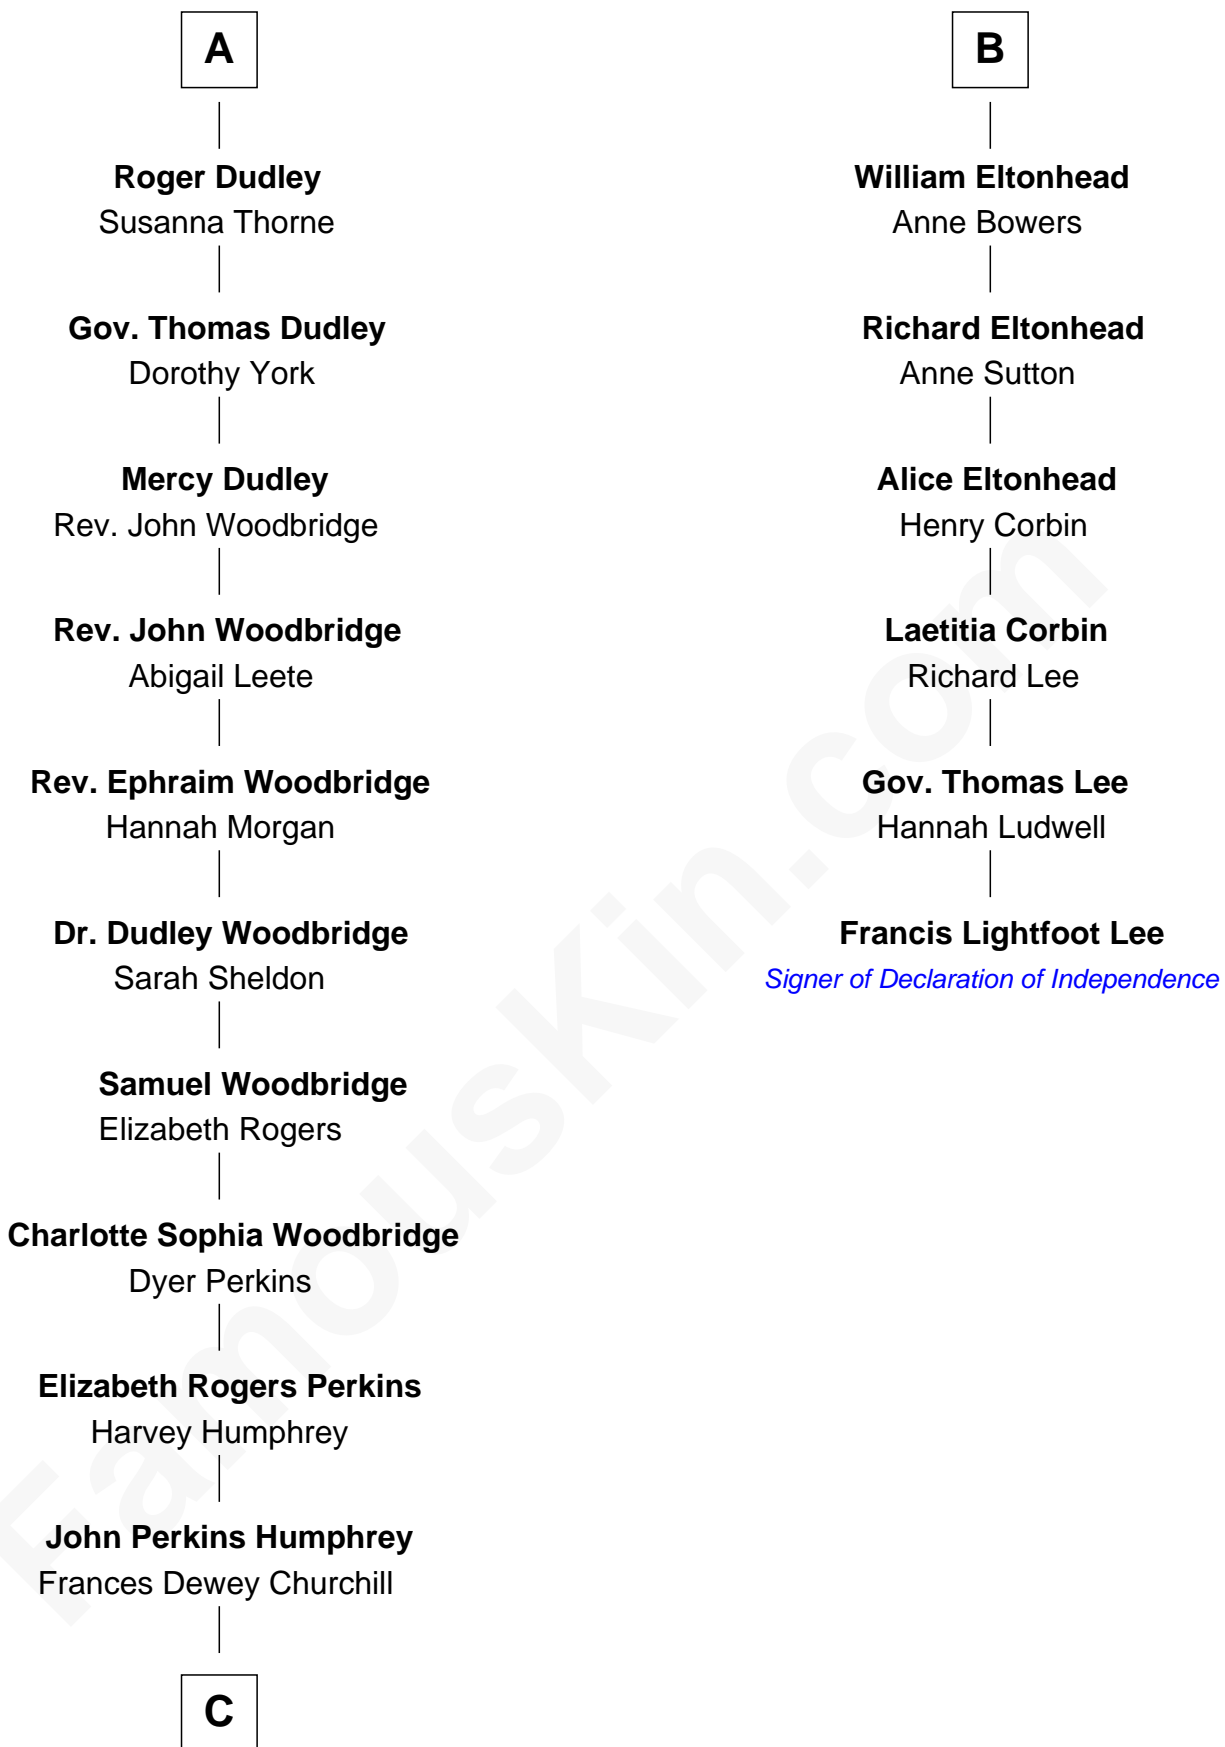 A
Roger Dudley
Susanna Thorne
Gov. Thomas Dudley
Dorothy York
Mercy Dudley
Rev. John Woodbridge
Rev. John Woodbridge
Abigail Leete
Rev. Ephraim Woodbridge
Hannah Morgan
Dr. Dudley Woodbridge
Sarah Sheldon
Samuel Woodbridge
Elizabeth Rogers
Charlotte Sophia Woodbridge
Dyer Perkins
Elizabeth Rogers Perkins
Harvey Humphrey
John Perkins Humphrey
Frances Dewey Churchill
C
B
William Eltonhead
Anne Bowers
Richard Eltonhead
Anne Sutton
Alice Eltonhead
Henry Corbin
Laetitia Corbin
Richard Lee
Gov. Thomas Lee
Hannah Ludwell
Francis Lightfoot Lee
Signer of Declaration of Independence
FamousKin.com